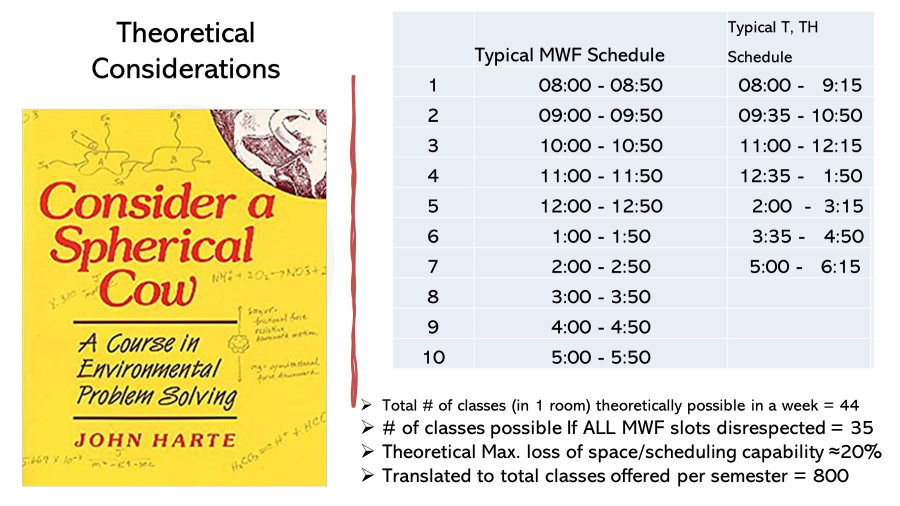 Theoretical
Considerations
Consider a
Spherical
Cow
A Course in
Environmental
Problem Solving
JOHN HARTE
Typical MWF Schedule
Typical T, TH
Schedule
1 08:00 - 08:50 08:00 - 9:15
2 09:00 - 09:50 09:35 - 10:50
3 10:00 - 10:50 11:00 - 12:15
4 11:00 - 11:50 12:35 - 1:50
5 12:00 - 12:50 2:00 - 3:15
6 1:00 - 1:50 3:35 - 4:50
7 2:00 - 2:50 5:00 - 6:15
8 3:00 - 3:50
9 4:00 - 4:50
10 5:00 - 5:50
➢ Total # of classes (in 1 room) theoretically possible in a week = 44
➢ # of classes possible If ALL MWF slots disrespected = 35
➢ Theoretical Max. loss of space/scheduling capability ≈20%
➢ Translated to total classes offered per semester = 800